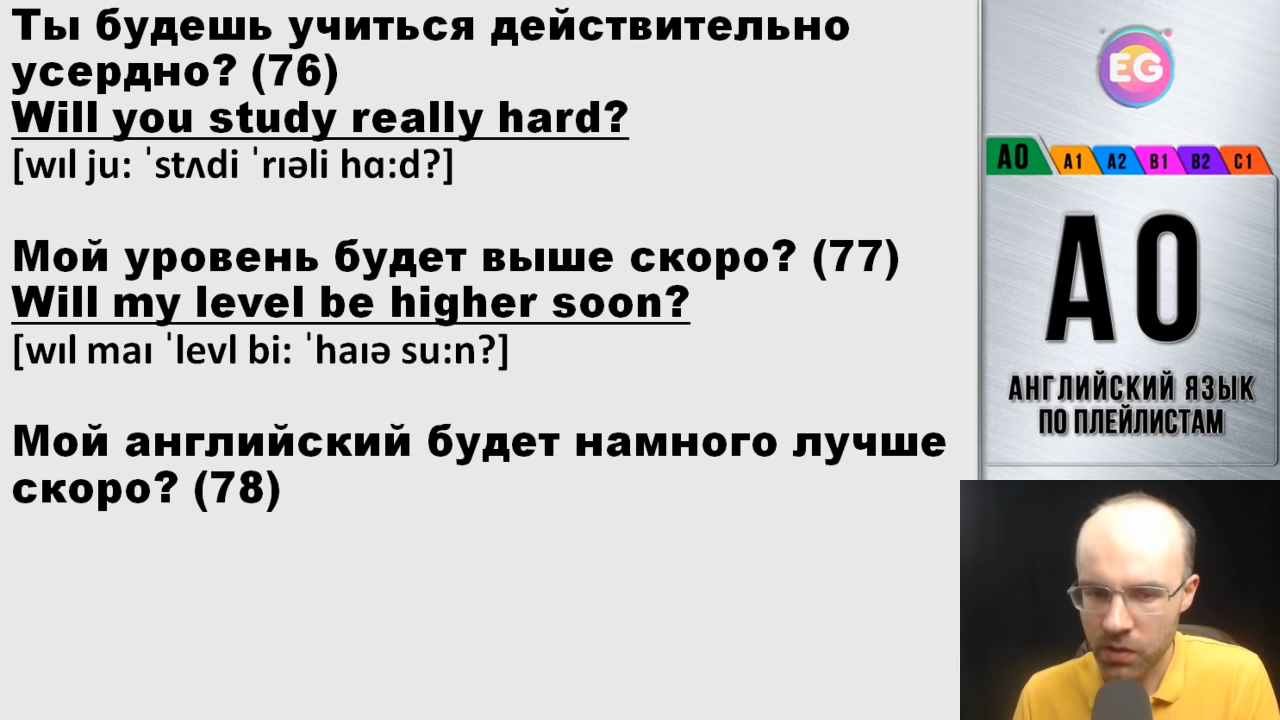 Ты будешь учиться действительно
усердно? (76)
Will you study really hard?
[wɪl ju: ˈstʌdi ˈrɪəli hɑ:d?]
Мой уровень будет выше скоро? (77)
Will my level be higher soon?
[wɪl maɪ ˈlevl bi: ˈhaɪə su:n?]
Мой английский будет намного лучше
скоро? (78)
EG
A0 A1 A2 B1 B2 C1
A0
АНГЛИЙСКИЙ ЯЗЫК
ПО ПЛЕЙЛИСТАМ